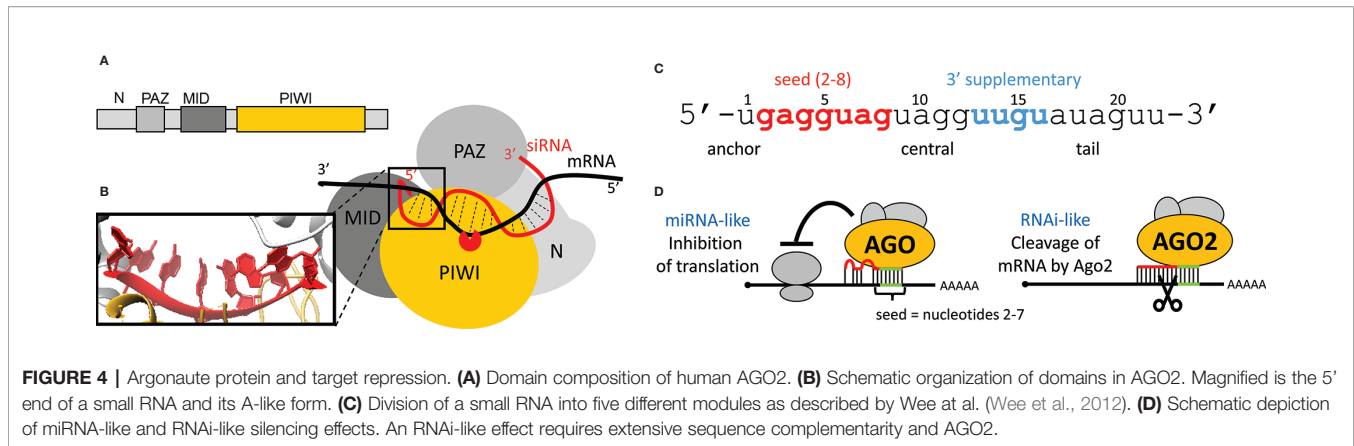 A
N PAZ MID PIWI
B
3' 5' PAZ 3' siRNA mRNA 5'
MID PIWI N
C
seed (2-8) 3' supplementary
1 5 10 15 20
5'-ugagguaguagguuguauaguu-3'
anchor central tail
D
miRNA-like
Inhibition
of translation
AGO
AAAAA
seed = nucleotides 2-7
RNAi-like
Cleavage of
mRNA by Ago2
AGO2
AAAAA
FIGURE 4 | Argonaute protein and target repression. (A) Domain composition of human AGO2. (B) Schematic organization of domains in AGO2. Magnified is the 5'
end of a small RNA and its A-like form. (C) Division of a small RNA into five different modules as described by Wee at al. (Wee et al., 2012). (D) Schematic depiction
of miRNA-like and RNAi-like silencing effects. An RNAi-like effect requires extensive sequence complementarity and AGO2.